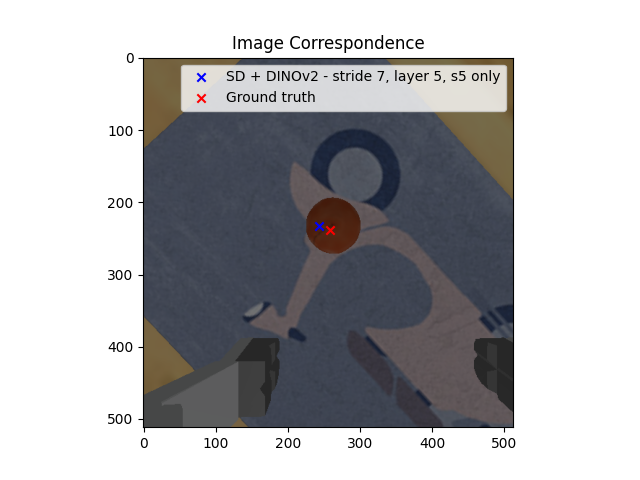 Image Correspondence
SD + DINOv2 - stride 7, layer 5, s5 only
Ground truth
0
100
200
300
400
500
0 100 200 300 400 500